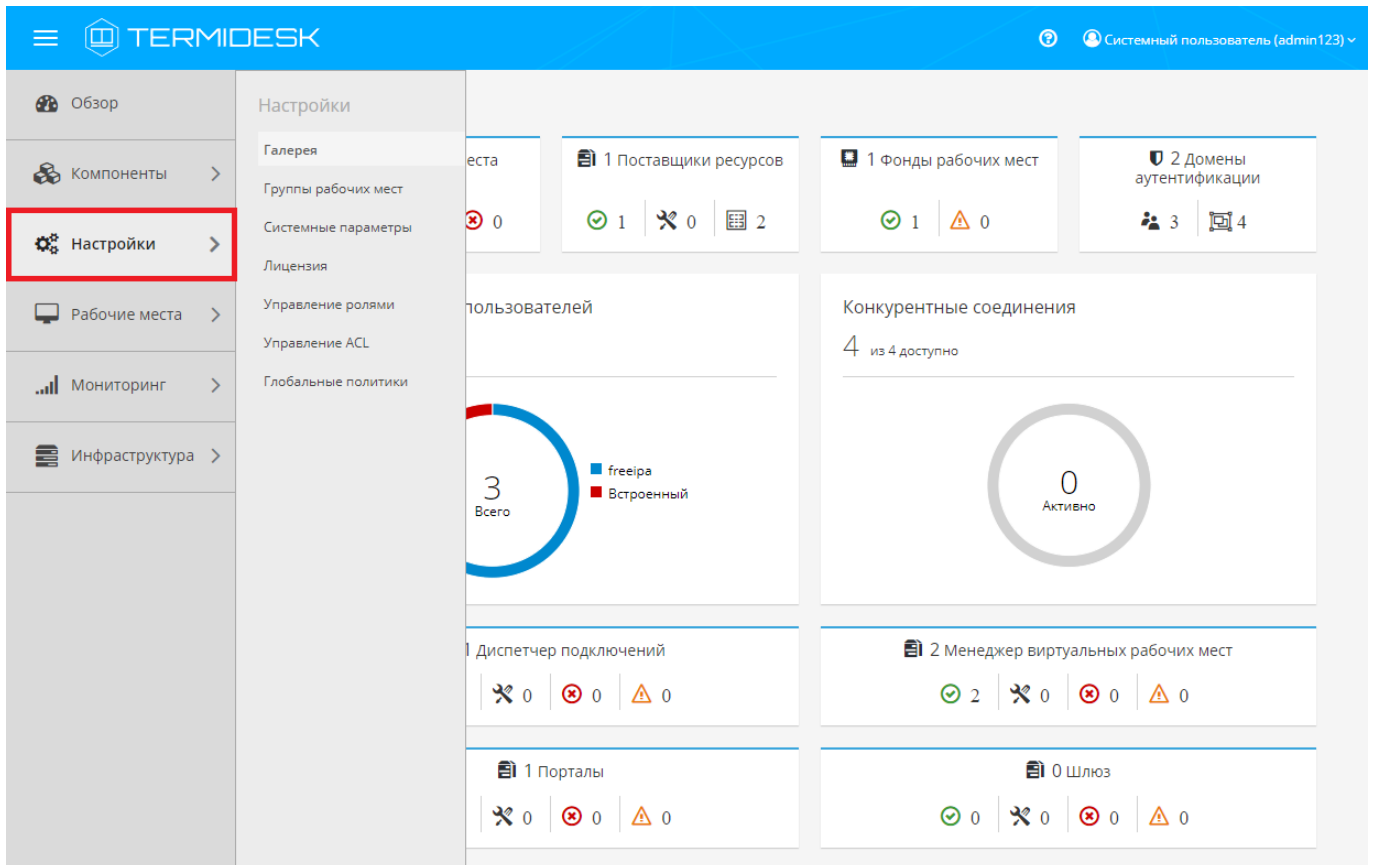 TERMIDESK
Системный пользователь (admin123)
Обзор
Компоненты
Настройки
Рабочие места
Мониторинг
Инфраструктура
Настройки
Галерея
Группы рабочих мест
Системные параметры
Лицензия
Управление ролями
Управление ACL
Глобальные политики
еста
0
1 Поставщики ресурсов
1 0 2
1 Фонды рабочих мест
1 0
2 Домены
аутентификации
3 4
пользователей
3
Всего
freeipa
Встроенный
Конкурентные соединения
4 из 4 доступно
0
Активно
1 Диспетчер подключений
0 0 0
2 Менеджер виртуальных рабочих мест
2 0 0 0
1 Порталы
0 0 0
0 Шлюз
0 0 0 0